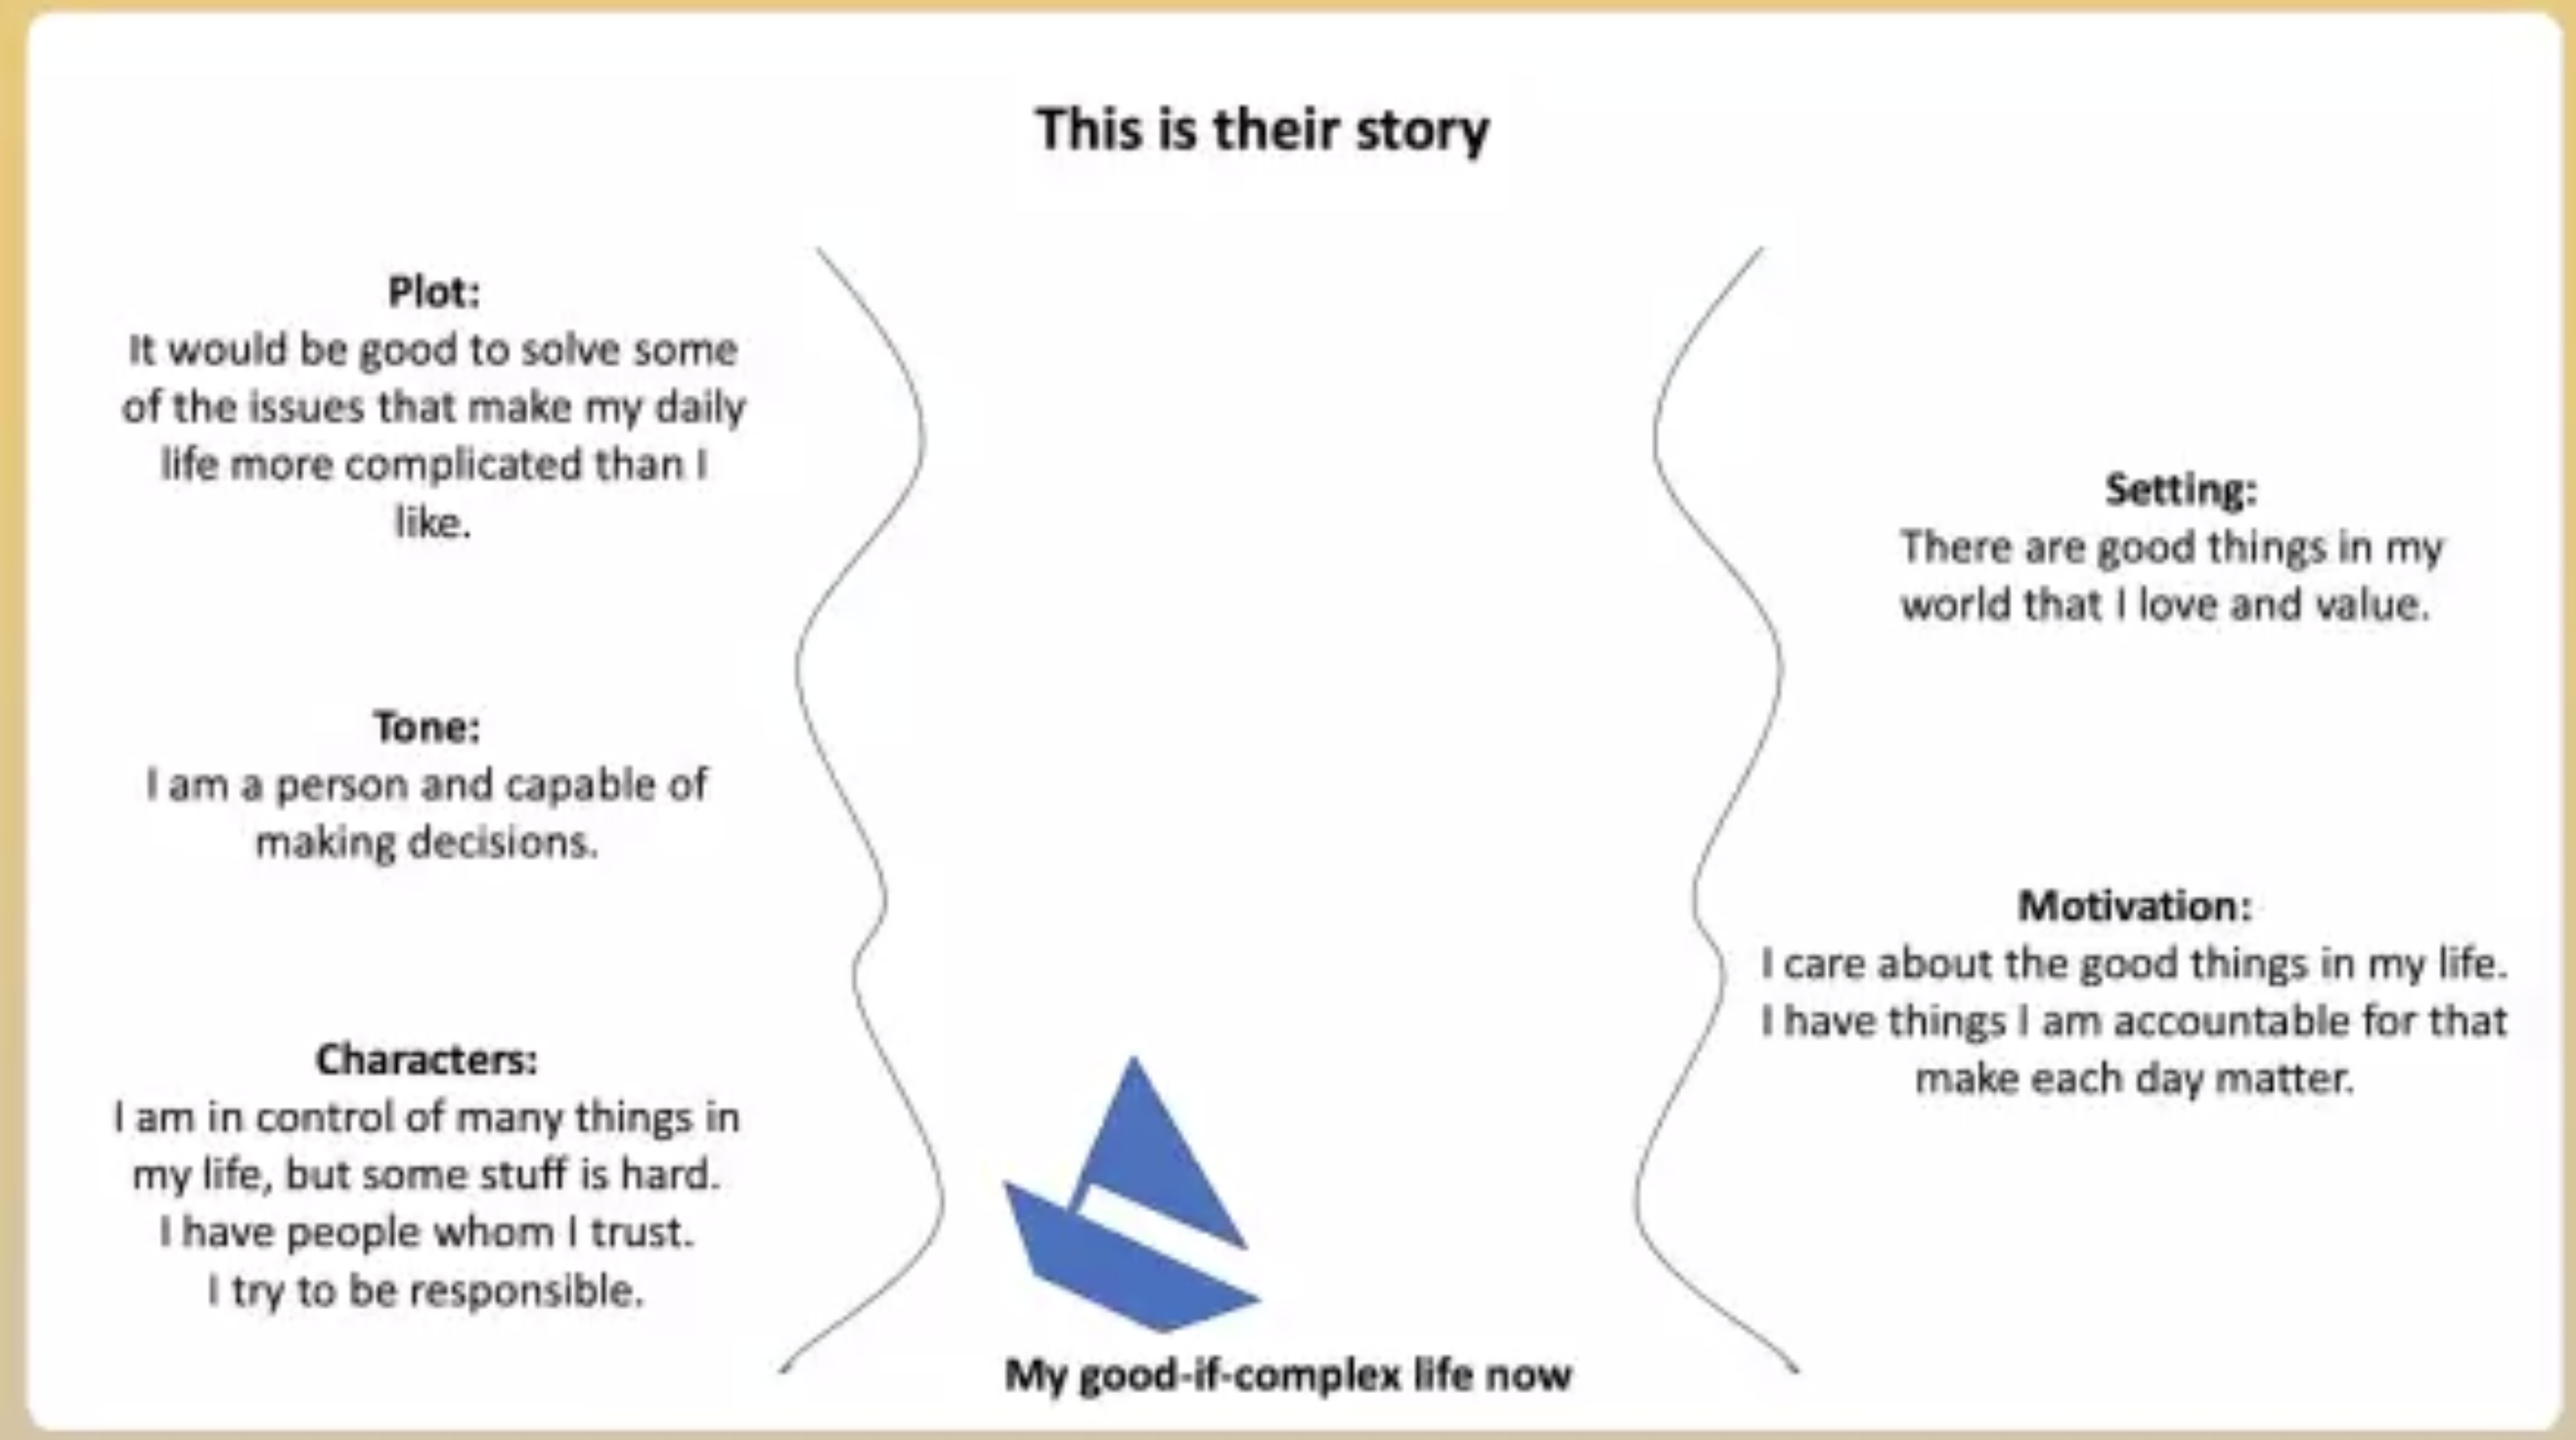 This is their story
Plot:
It would be good to solve some
of the issues that make my daily
life more complicated than I
like.
Tone:
I am a person and capable of
making decisions.
Characters:
I am in control of many things in
my life, but some stuff is hard.
I have people whom I trust.
I try to be responsible.
Setting:
There are good things in my
world that I love and value.
Motivation:
I care about the good things in my life.
I have things I am accountable for that
make each day matter.
My good-if-complex life now